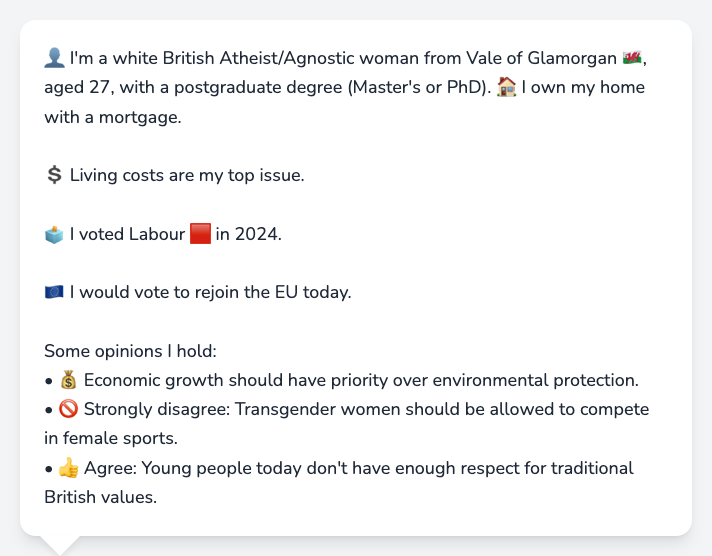 👤 I'm a white British Atheist/Agnostic woman from Vale of Glamorgan 🏴󠁧󠁢󠁷󠁬󠁳󠁿,
aged 27, with a postgraduate degree (Master's or PhD). 🏠 I own my home
with a mortgage.
💲 Living costs are my top issue.
🗳️ I voted Labour 🟥 in 2024.
🇪🇺 I would vote to rejoin the EU today.
Some opinions I hold:
• 💰 Economic growth should have priority over environmental protection.
• 🚫 Strongly disagree: Transgender women should be allowed to compete
in female sports.
• 👍 Agree: Young people today don't have enough respect for traditional
British values.